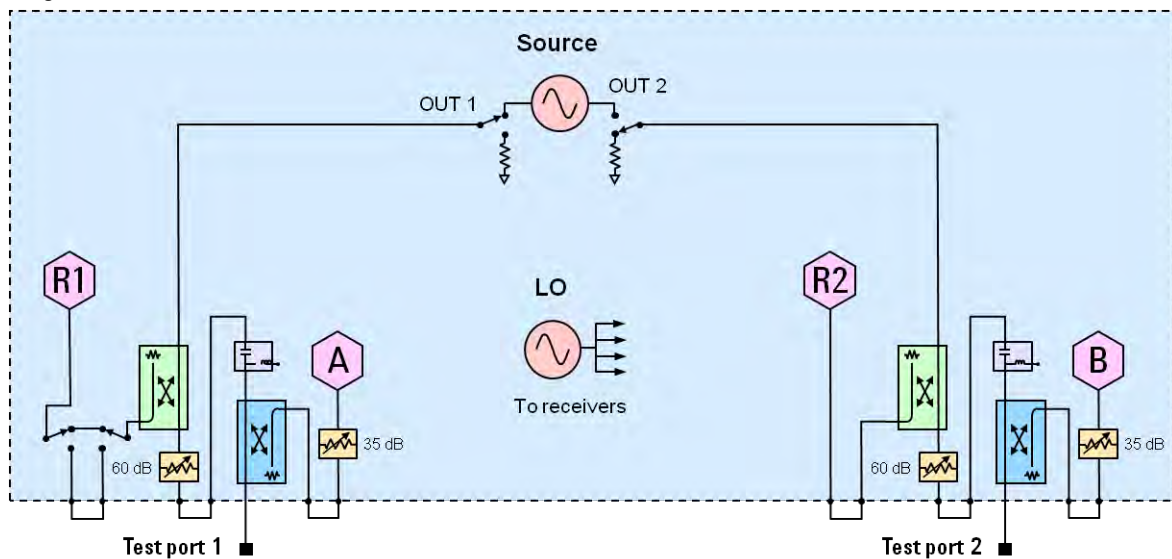 Source
OUT 1
OUT 2
R1
R2
LO
A
B
To receivers
35 dB
35 dB
60 dB
60 dB
Test port 1
Test port 2